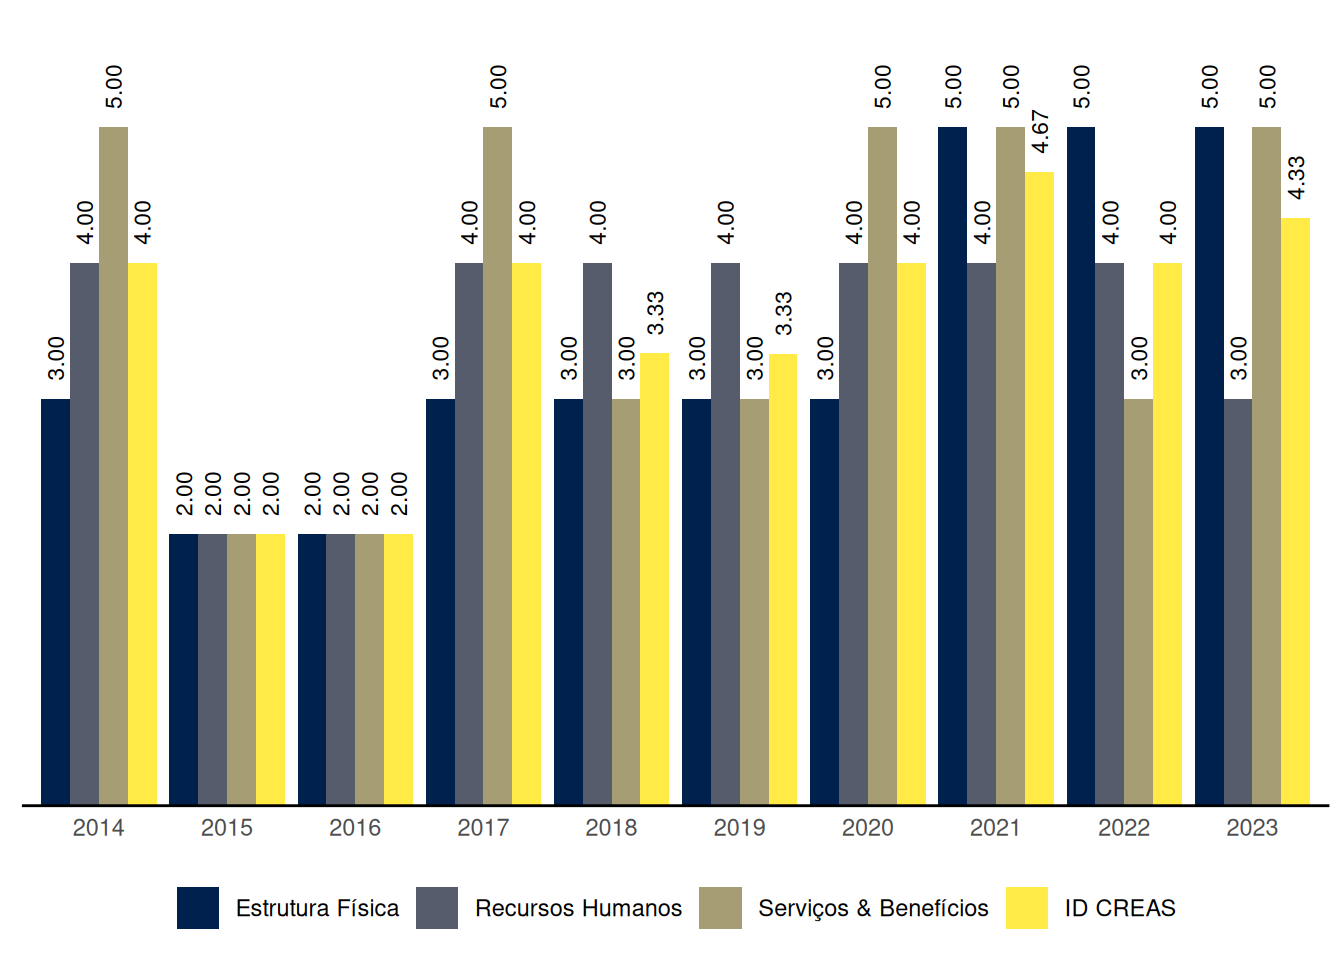 5.00 5.00 5.00 5.00 5.00 5.00 5.00 5.00
4.67
4.33
4.00 4.00 4.00 4.00 4.00 4.00 4.00 4.00 4.00 4.00 4.00
3.33 3.33
3.00 3.00 3.00 3.00 3.00 3.00 3.00 3.00 3.00
2.00 2.00 2.00 2.00 2.00 2.00 2.00 2.00
2014 2015 2016 2017 2018 2019 2020 2021 2022 2023
Estrutura Física Recursos Humanos Serviços & Benefícios ID CREAS